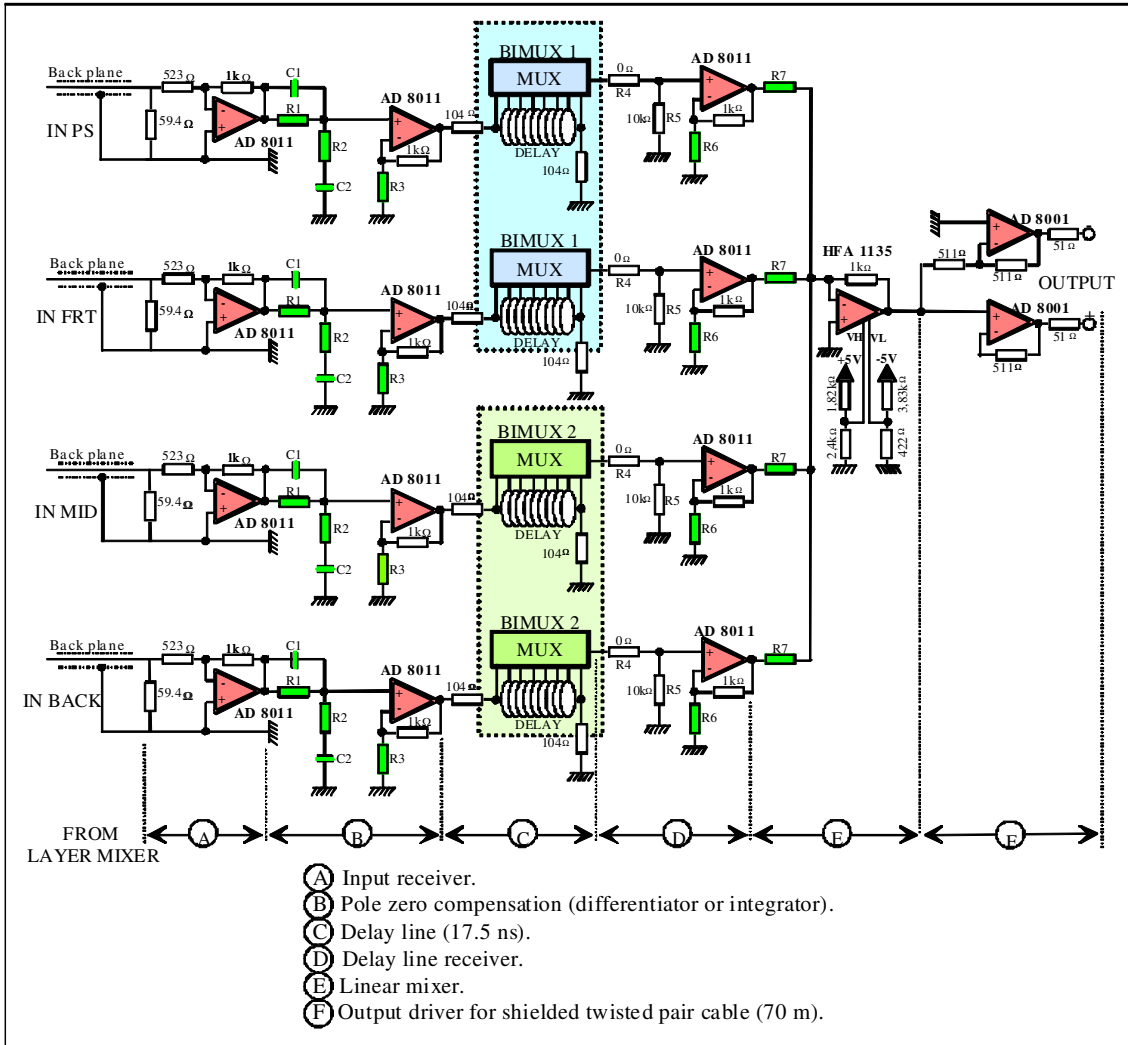 BIMUX 1
Back plane
523Ω
1kΩ
C1
MUX
0Ω
AD 8011
R7
R4
AD 8011
104Ω
IN PS
59.4Ω
R1
AD 8011
R2
1kΩ
DELAY
10kΩ
R5
1kΩ
C2
R3
104Ω
R6
BIMUX 1
AD 8011
AD 8001
51Ω
-
HFA 1135
511Ω
511Ω
OUTPUT
Back plane
523Ω
1kΩ
C1
MUX
0Ω
R4
R7
1kΩ
AD 8011
104Ω
IN FRT
59.4Ω
R1
AD 8011
R2
1kΩ
DELAY
10kΩ
R5
1kΩ
AD 8001
+
51Ω
511Ω
VH
VL
+5V
-5V
C2
R3
104Ω
R6
1.82kΩ
3,83kΩ
2,4kΩ
422Ω
BIMUX 2
AD 8011
Back plane
523Ω
1kΩ
C1
MUX
0Ω
R4
R7
AD 8011
104Ω
IN MID
59.4Ω
R1
AD 8011
R2
1kΩ
DELAY
10kΩ
R5
1kΩ
C2
R3
104Ω
R6
BIMUX 2
AD 8011
Back plane
523Ω
1kΩ
C1
MUX
0Ω
R4
R7
AD 8011
104Ω
IN BACK
59.4Ω
R1
AD 8011
R2
1kΩ
DELAY
10kΩ
R5
1kΩ
C2
R3
104Ω
R6
FROM
LAYER MIXER
A
B
C
D
E
F
A Input receiver.
B Pole zero compensation (differentiator or integrator).
C Delay line (17.5 ns).
D Delay line receiver.
E Linear mixer.
F Output driver for shielded twisted pair cable (70 m).